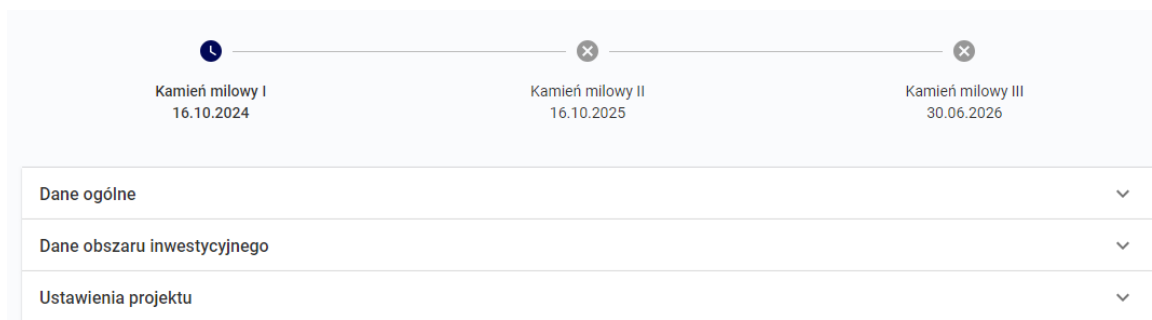 Kamień milowy I
16.10.2024
Kamień milowy II
16.10.2025
Kamień milowy III
30.06.2026
Dane ogólne
Dane obszaru inwestycyjnego
Ustawienia projektu